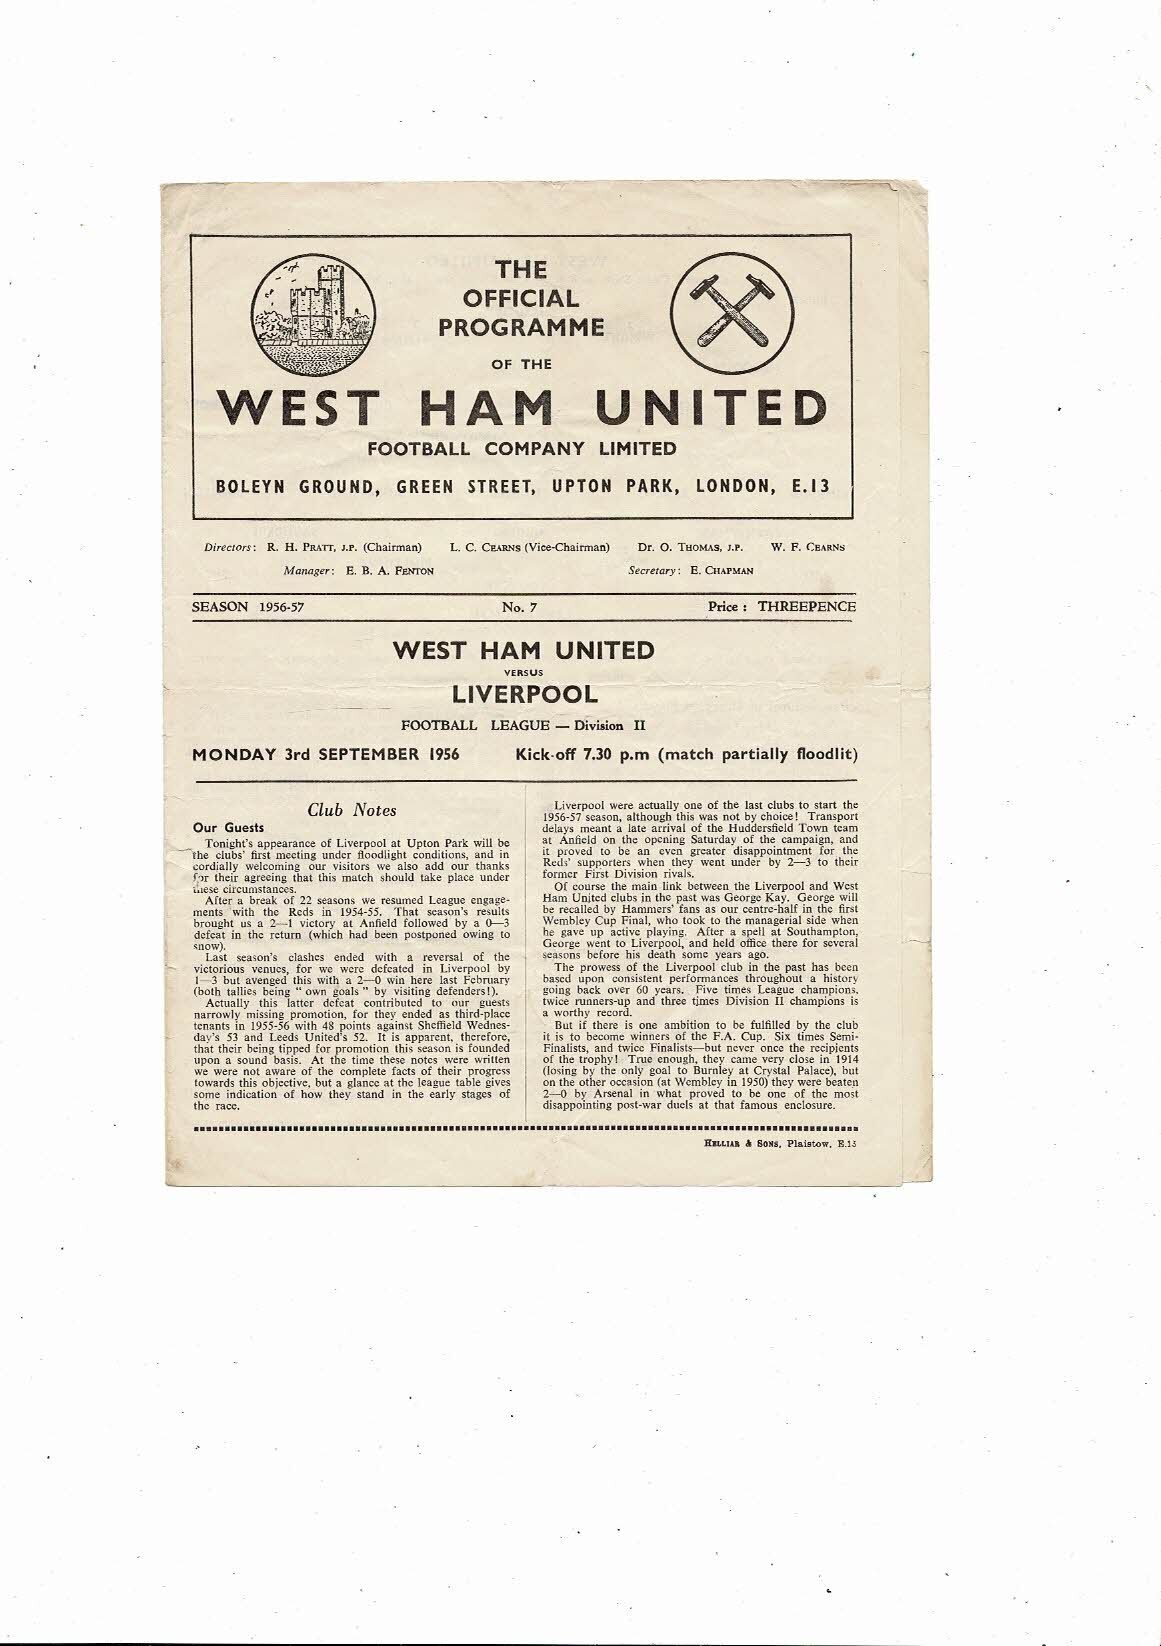 THE
OFFICIAL
PROGRAMME
OF THE
WEST HAM UNITED
FOOTBALL COMPANY LIMITED
BOLEYN GROUND, GREEN STREET, UPTON PARK, LONDON, E.13
Directors: R. H. PRATT, J.P. (Chairman) L. C. CEARNS (Vice-Chairman) Dr. O. THOMAS, J.P. W. F. CEARNS
Manager: E. B. A. FENTON Secretary: E. CHAPMAN
SEASON 1956-57 No. 7 Price : THREEPENCE
WEST HAM UNITED
VERSUS
LIVERPOOL
FOOTBALL LEAGUE — Division II
MONDAY 3rd SEPTEMBER 1956 Kick-off 7.30 p.m (match partially floodlit)
Club Notes
Our Guests
Tonight's appearance of Liverpool at Upton Park will be
the clubs' first meeting under floodlight conditions, and in
cordially welcoming our visitors we also add our thanks
for their agreeing that this match should take place under
these circumstances.
After a break of 22 seasons we resumed League engage-
ments with the Reds in 1954-55. That season's results
brought us a 2—1 victory at Anfield followed by a 0—3
defeat in the return (which had been postponed owing to
snow).
Last season's clashes ended with a reversal of the
victorious venues, for we were defeated in Liverpool by
1—3 but avenged this with a 2—0 win here last February
(both tallies being " own goals " by visiting defenders!).
Actually this latter defeat contributed to our guests
narrowly missing promotion, for they ended as third-place
tenants in 1955-56 with 48 points against Sheffield Wednes-
day's 53 and Leeds United's 52. It is apparent, therefore,
that their being tipped for promotion this season is founded
upon a sound basis. At the time these notes were written
we were not aware of the complete facts of their progress
towards this objective, but a glance at the league table gives
some indication of how they stand in the early stages of
the race.
Liverpool were actually one of the last clubs to start the
1956-57 season, although this was not by choice! Transport
delays meant a late arrival of the Huddersfield Town team
at Anfield on the opening Saturday of the campaign, and
it proved to be an even greater disappointment for the
Reds' supporters when they went under by 2—3 to their
former First Division rivals.
Of course the main link between the Liverpool and West
Ham United clubs in the past was George Kay. George will
be recalled by Hammers' fans as our centre-half in the first
Wembley Cup Final, who took to the managerial side when
he gave up active playing. After a spell at Southampton,
George went to Liverpool, and held office there for several
seasons before his death some years ago.
The prowess of the Liverpool club in the past has been
based upon consistent performances throughout a history
going back over 60 years. Five times League champions,
twice runners-up and three times Division II champions is
a worthy record.
But if there is one ambition to be fulfilled by the club
it is to become winners of the F.A. Cup. Six times Semi-
Finalists, and twice Finalists—but never once the recipients
of the trophy! True enough, they came very close in 1914
(losing by the only goal to Burnley at Crystal Palace), but
on the other occasion (at Wembley in 1950) they were beaten
2—0 by Arsenal in what proved to be one of the most
disappointing post-war duels at that famous enclosure.
HELLIAR & SONS, Plaistow, E.13